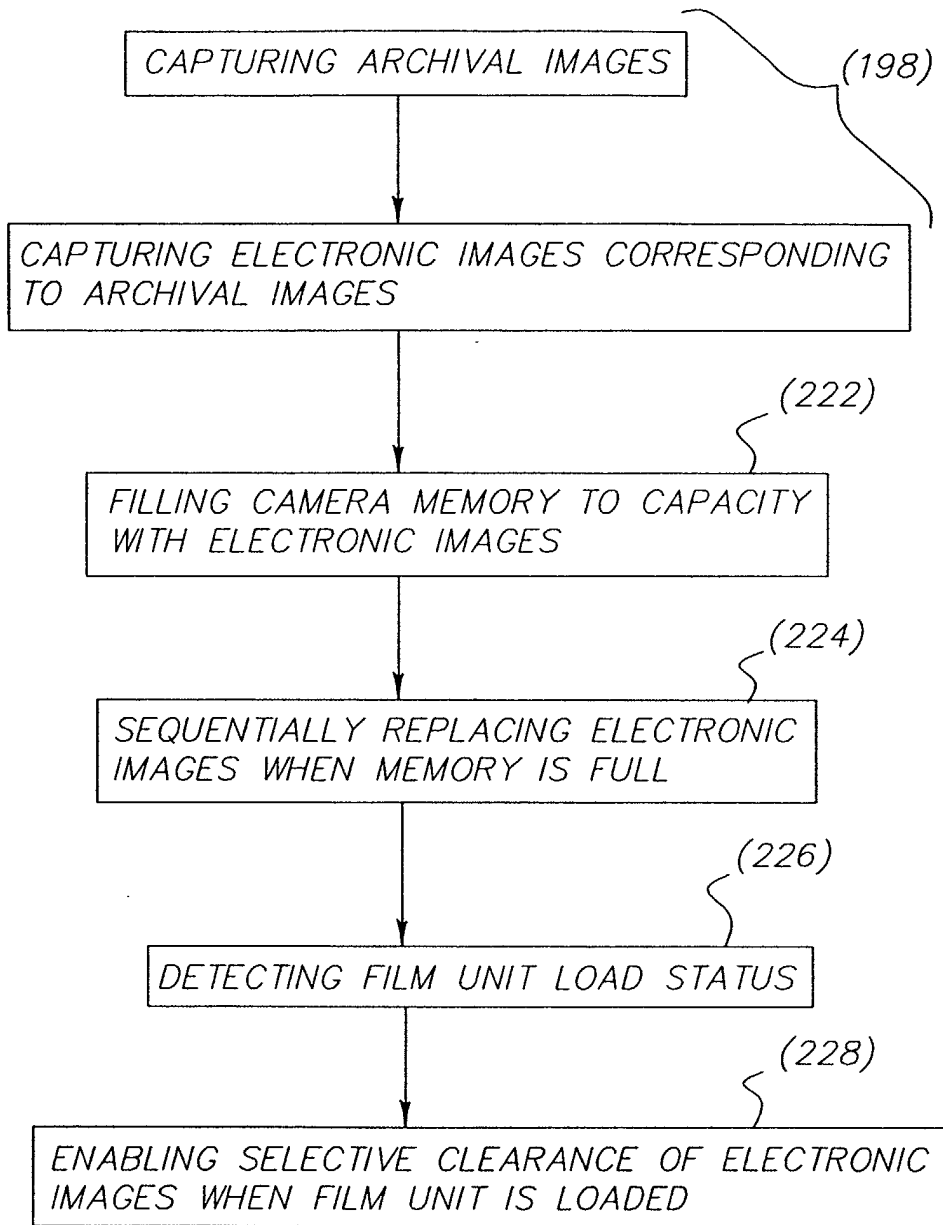 CAPTURING ARCHIVAL IMAGES
(198)
CAPTURING ELECTRONIC IMAGES CORRESPONDING
TO ARCHIVAL IMAGES
(222)
FILLING CAMERA MEMORY TO CAPACITY
WITH ELECTRONIC IMAGES
(224)
SEQUENTIALLY REPLACING ELECTRONIC
IMAGES WHEN MEMORY IS FULL
(226)
DETECTING FILM UNIT LOAD STATUS
(228)
ENABLING SELECTIVE CLEARANCE OF ELECTRONIC
IMAGES WHEN FILM UNIT IS LOADED